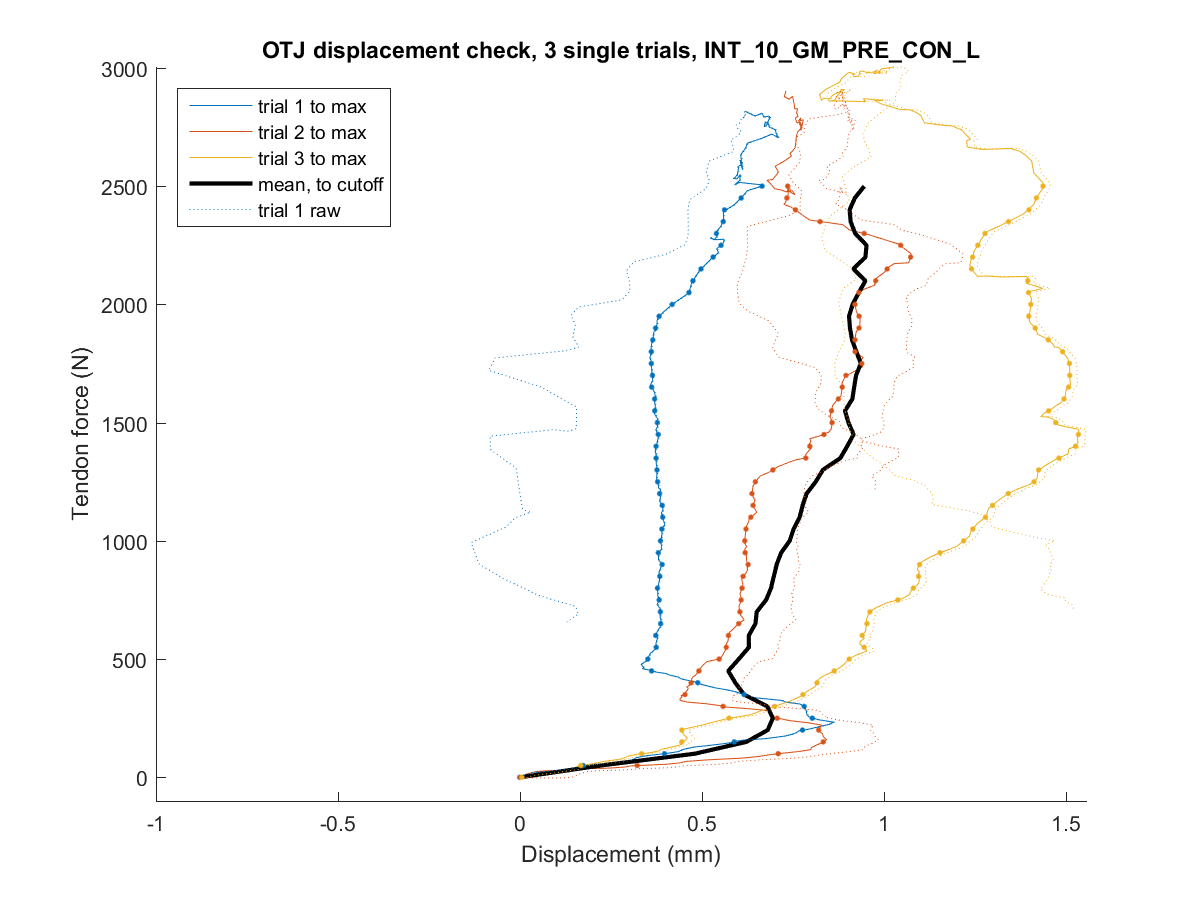 OTJ displacement check, 3 single trials, INT_10_GM_PRE_CON_L
3000
2500
2000
1500
1000
500
0
Tendon force (N)
trial 1 to max
trial 2 to max
trial 3 to max
mean, to cutoff
trial 1 raw
-1
-0.5
0
0.5
1
1.5
Displacement (mm)